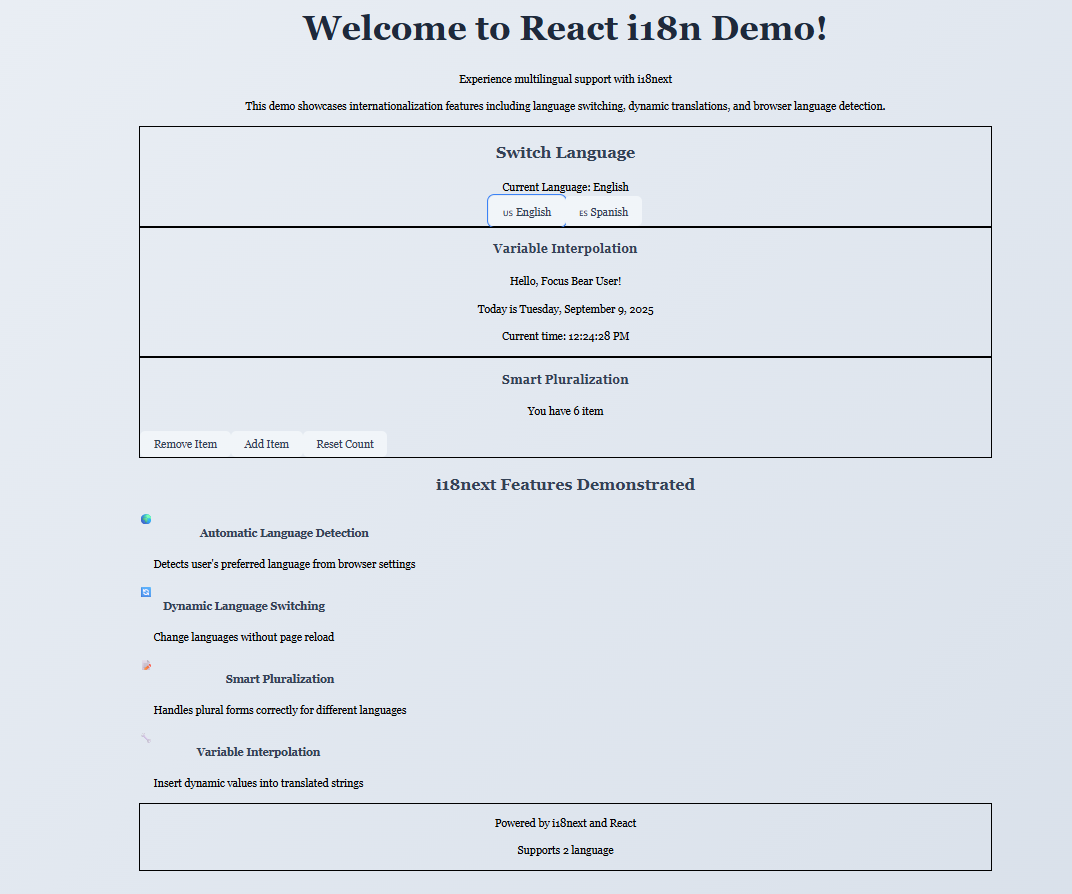 Welcome to React i18n Demo!
Experience multilingual support with i18next
This demo showcases internationalization features including language switching, dynamic translations, and browser language detection.
Switch Language
Current Language: English
US English ES Spanish
Variable Interpolation
Hello, Focus Bear User!
Today is Tuesday, September 9, 2025
Current time: 12:24:28 PM
Smart Pluralization
You have 6 item
Remove Item Add Item Reset Count
i18next Features Demonstrated
Automatic Language Detection
Detects user's preferred language from browser settings
Dynamic Language Switching
Change languages without page reload
Smart Pluralization
Handles plural forms correctly for different languages
Variable Interpolation
Insert dynamic values into translated strings
Powered by i18next and React
Supports 2 language